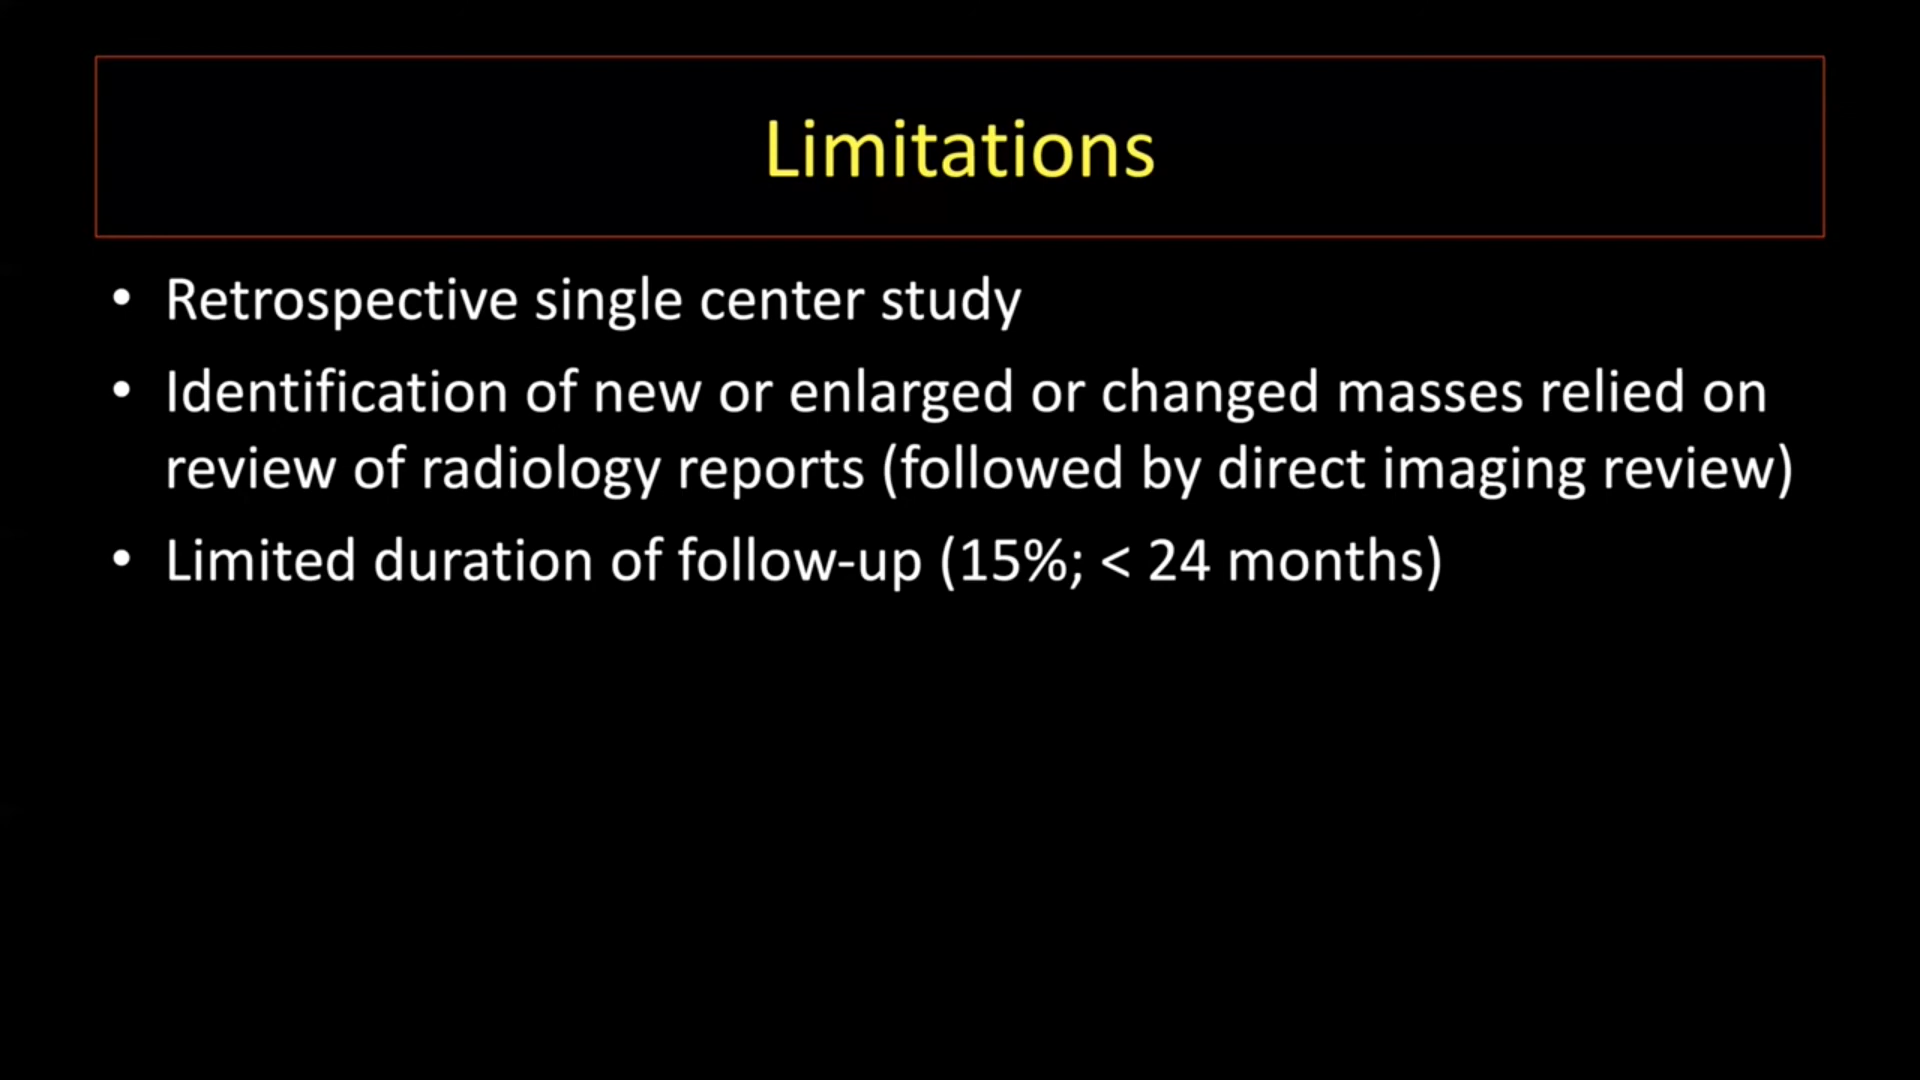 Limitations
• Retrospective single center study
• Identification of new or enlarged or changed masses relied on
review of radiology reports (followed by direct imaging review)
• Limited duration of follow-up (15%; < 24 months)